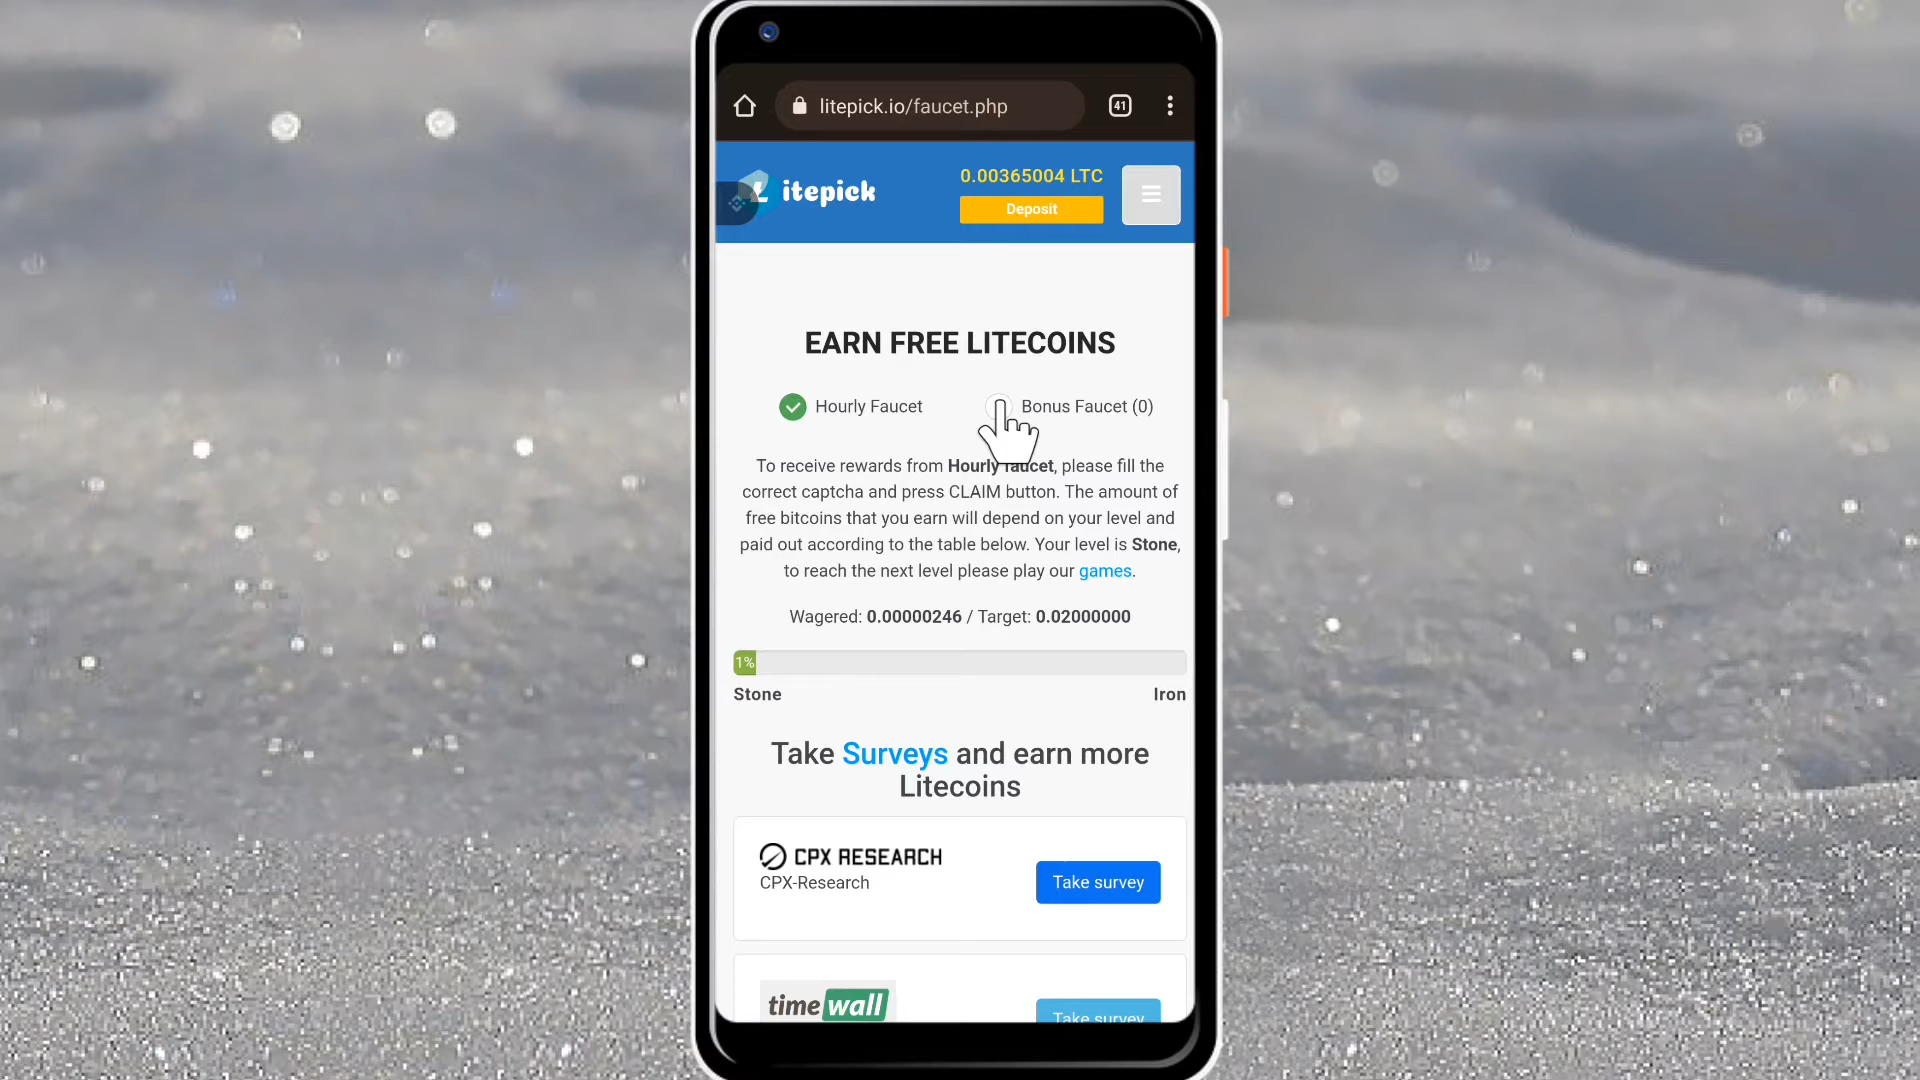 41
litepick.io/faucet.php
0.00365004 LTC
Litepick
Deposit
EARN FREE LITECOINS
Hourly Faucet
Bonus Faucet (0)
To receive rewards from Hourly faucet, please fill the
correct captcha and press CLAIM button. The amount of
free bitcoins that you earn will depend on your level and
paid out according to the table below. Your level is Stone,
to reach the next level please play our games.
Wagered: 0.00000246 / Target: 0.02000000
1%
Stone
Iron
Take Surveys and earn more
Litecoins
CPX RESEARCH
CPX-Research
Take survey
time wall
Take survey